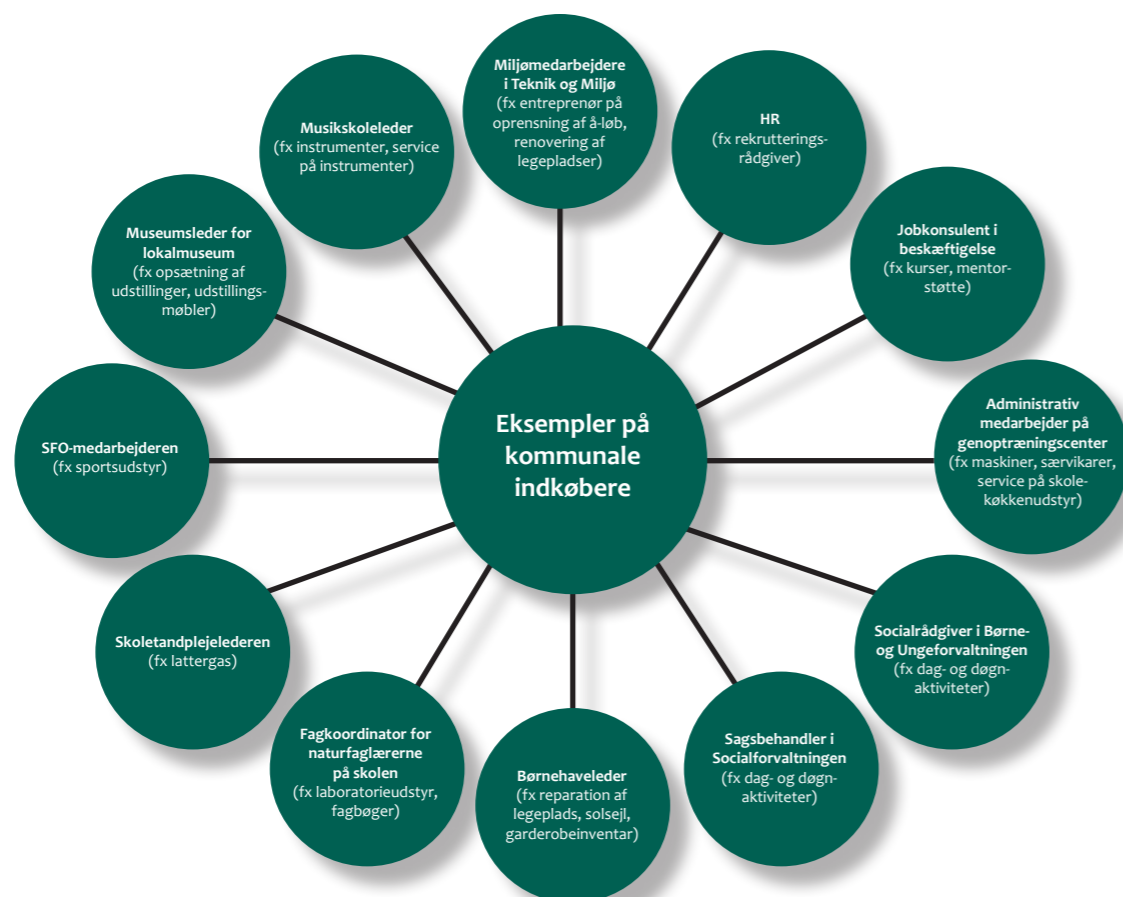 Miljømedarbejdere
i Teknik og Miljø
(fx entreprenør på
oprensning af å-løb,
renovering af
legepladser)
HR
(fx rekrutterings-
rådgiver)
Jobkonsulent i
beskæftigelse
(fx kurser, mentor-
støtte)
Administrativ
medarbejder på
genoptræningscenter
(fx maskiner, særvikarer,
service på skole-
køkkenudstyr)
Socialrådgiver i Børne-
og Ungeforvaltningen
(fx dag- og døgn-
aktiviteter)
Sagsbehandler i
Socialforvaltningen
(fx dag- og døgn-
aktiviteter)
Børnehaveleder
(fx reparation af
legeplads, solsejl,
garderobeinventar)
Fagkoordinator for
naturfaglærerne
på skolen
(fx laboratorieudstyr,
fagbøger)
Skoletandplejelederen
(fx lattergas)
SFO-medarbejderen
(fx sportsudstyr)
Museumsleder for
lokalmuseum
(fx opsætning af
udstillinger, udstillings-
møbler)
Musikskoleleder
(fx instrumenter, service
på instrumenter)
Eksempler på
kommunale
indkøbere